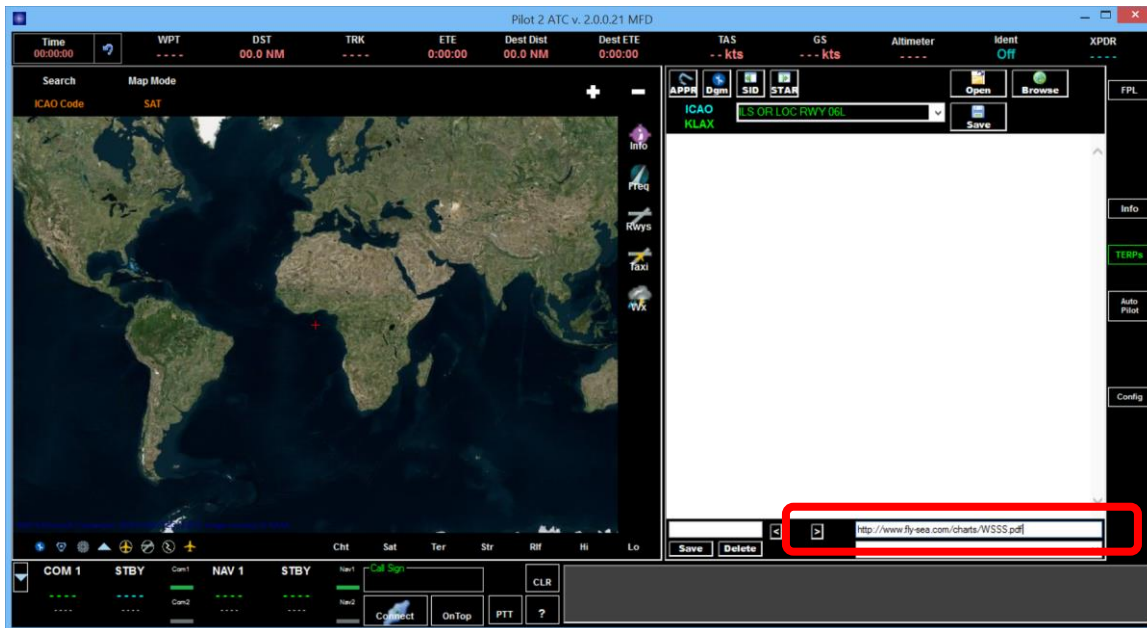 Pilot 2 ATC v. 2.0.0.21 MFD
Time WPT DST TRK ETE Dest Dist Dest ETE TAS GS Altimeter Ident XPDR
00:00:00 ---- 00.0 NM ---- 0:00:00 00.0 NM 0:00:00 -- kts --- kts ---- Off ----
Search Map Mode
ICAO Code SAT
+ -
Info
Freq
Rwys
Taxi
Wx
APPR Dgm SID STAR Open Browse
ICAO ILS OR LOC RWY 06L
KLAX Save
FPL
Info
TERPs
Auto
Pilot
Config
< > http://www.fly-sea.com/charts/WSSS.pdf
Save Delete
Cht Sat Ter Str Rlf Hi Lo
COM 1 STBY Com1 NAV 1 STBY Nav1 Call Sign CLR
---- ---- Com2 ---- ---- Nav2
---- ---- ---- ----
Connect OnTop PTT ?